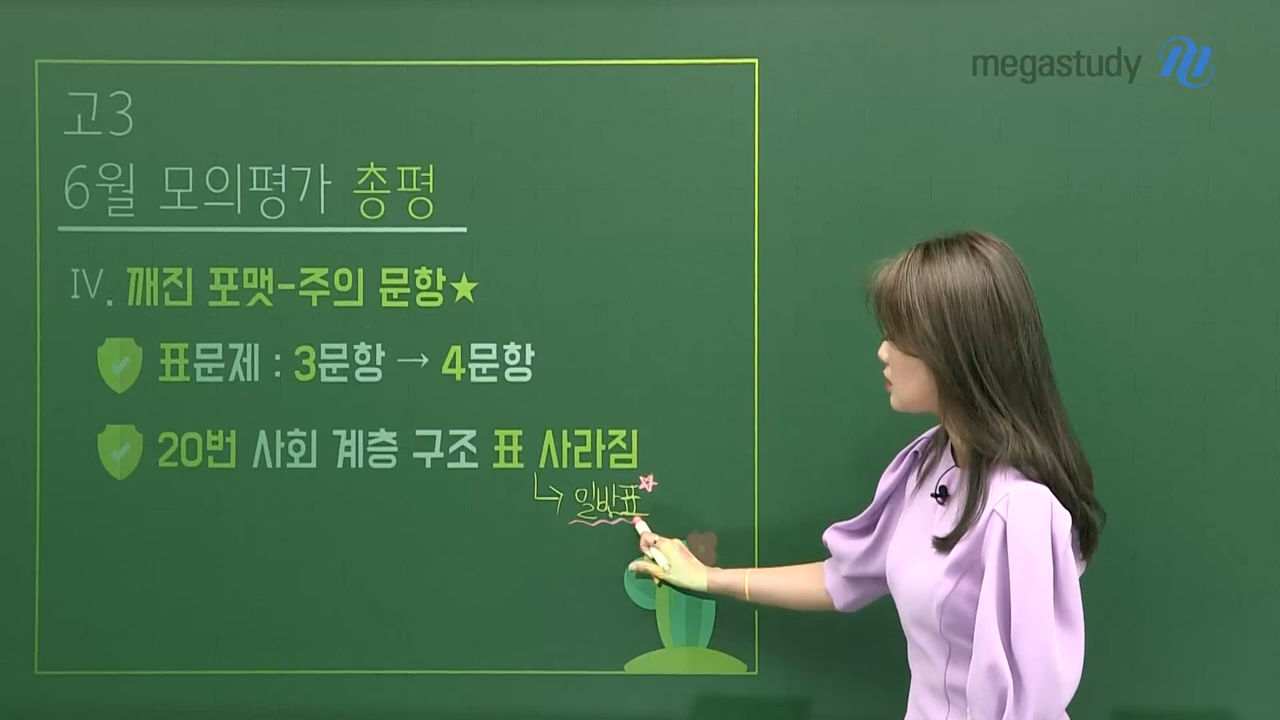 megastudy
고3
6월 모의평가 총평
Ⅳ. 깨진 포맷-주의 문항★
표문제 : 3문항 → 4문항
20번 사회 계층 구조 표 사라짐
↳ 일반표☆